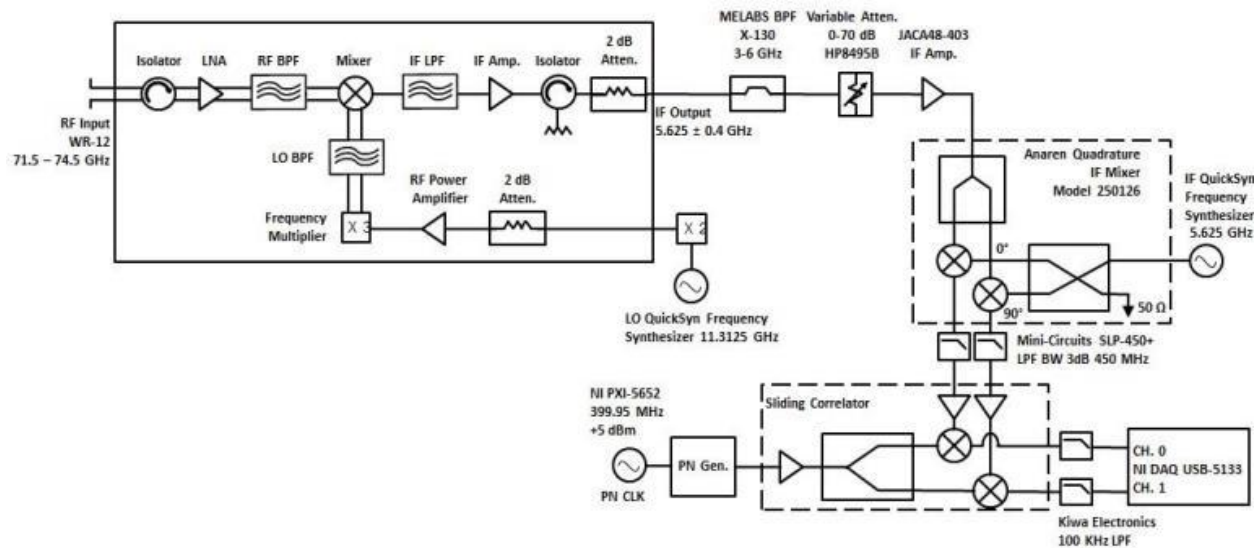 MELABS BPF
X-130
3-6 GHz
Variable Atten.
0-70 dB
HP8495B
JACA48-403
IF Amp.
2 dB
Atten.
Isolator
LNA
RF BPF
Mixer
IF LPF
IF Amp.
Isolator
RF Input
WR-12
71.5 – 74.5 GHz
IF Output
5.625 ± 0.4 GHz
LO BPF
RF Power
Amplifier
2 dB
Atten.
Frequency
Multiplier
X 3
X 2
LO QuickSyn Frequency
Synthesizer 11.3125 GHz
Anaren Quadrature
IF Mixer
Model 250126
IF QuickSyn
Frequency
Synthesizer
5.625 GHz
0°
90°
50 Ω
Mini-Circuits SLP-450+
LPF BW 3dB 450 MHz
NI PXI-5652
399.95 MHz
+5 dBm
Sliding Correlator
PN Gen.
PN CLK
CH. 0
NI DAQ USB-5133
CH. 1
Kiwa Electronics
100 KHz LPF